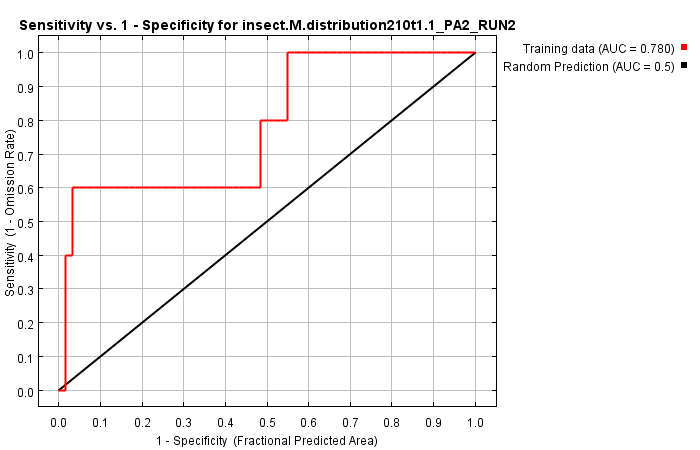 Sensitivity vs. 1 - Specificity for insect.M.distribution210t1.1_PA2_RUN2
Training data (AUC = 0.780)
Random Prediction (AUC = 0.5)
Sensitivity (1 - Omission Rate)
1.0
0.9
0.8
0.7
0.6
0.5
0.4
0.3
0.2
0.1
0.0
0.0 0.1 0.2 0.3 0.4 0.5 0.6 0.7 0.8 0.9 1.0
1 - Specificity (Fractional Predicted Area)